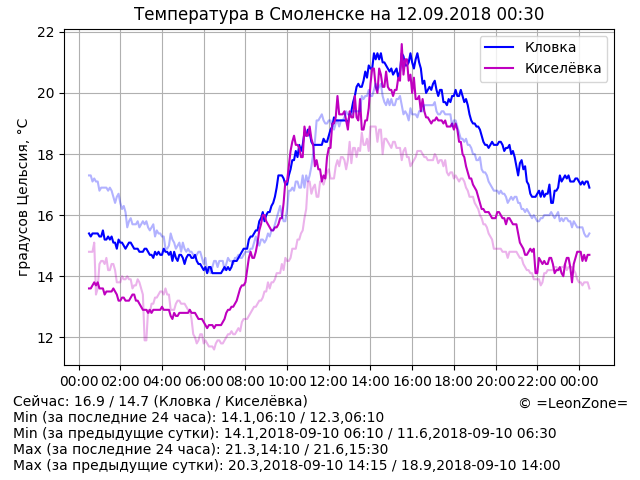 Температура в Смоленске на 12.09.2018 00:30
Кловка
Киселёвка
градусов Цельсия, °C
22
20
18
16
14
12
00:00 02:00 04:00 06:00 08:00 10:00 12:00 14:00 16:00 18:00 20:00 22:00 00:00
Сейчас: 16.9 / 14.7 (Кловка / Киселёвка)
© =LeonZone=
Min (за последние 24 часа): 14.1,06:10 / 12.3,06:10
Min (за предыдущие сутки): 14.1,2018-09-10 06:10 / 11.6,2018-09-10 06:30
Max (за последние 24 часа): 21.3,14:10 / 21.6,15:30
Max (за предыдущие сутки): 20.3,2018-09-10 14:15 / 18.9,2018-09-10 14:00